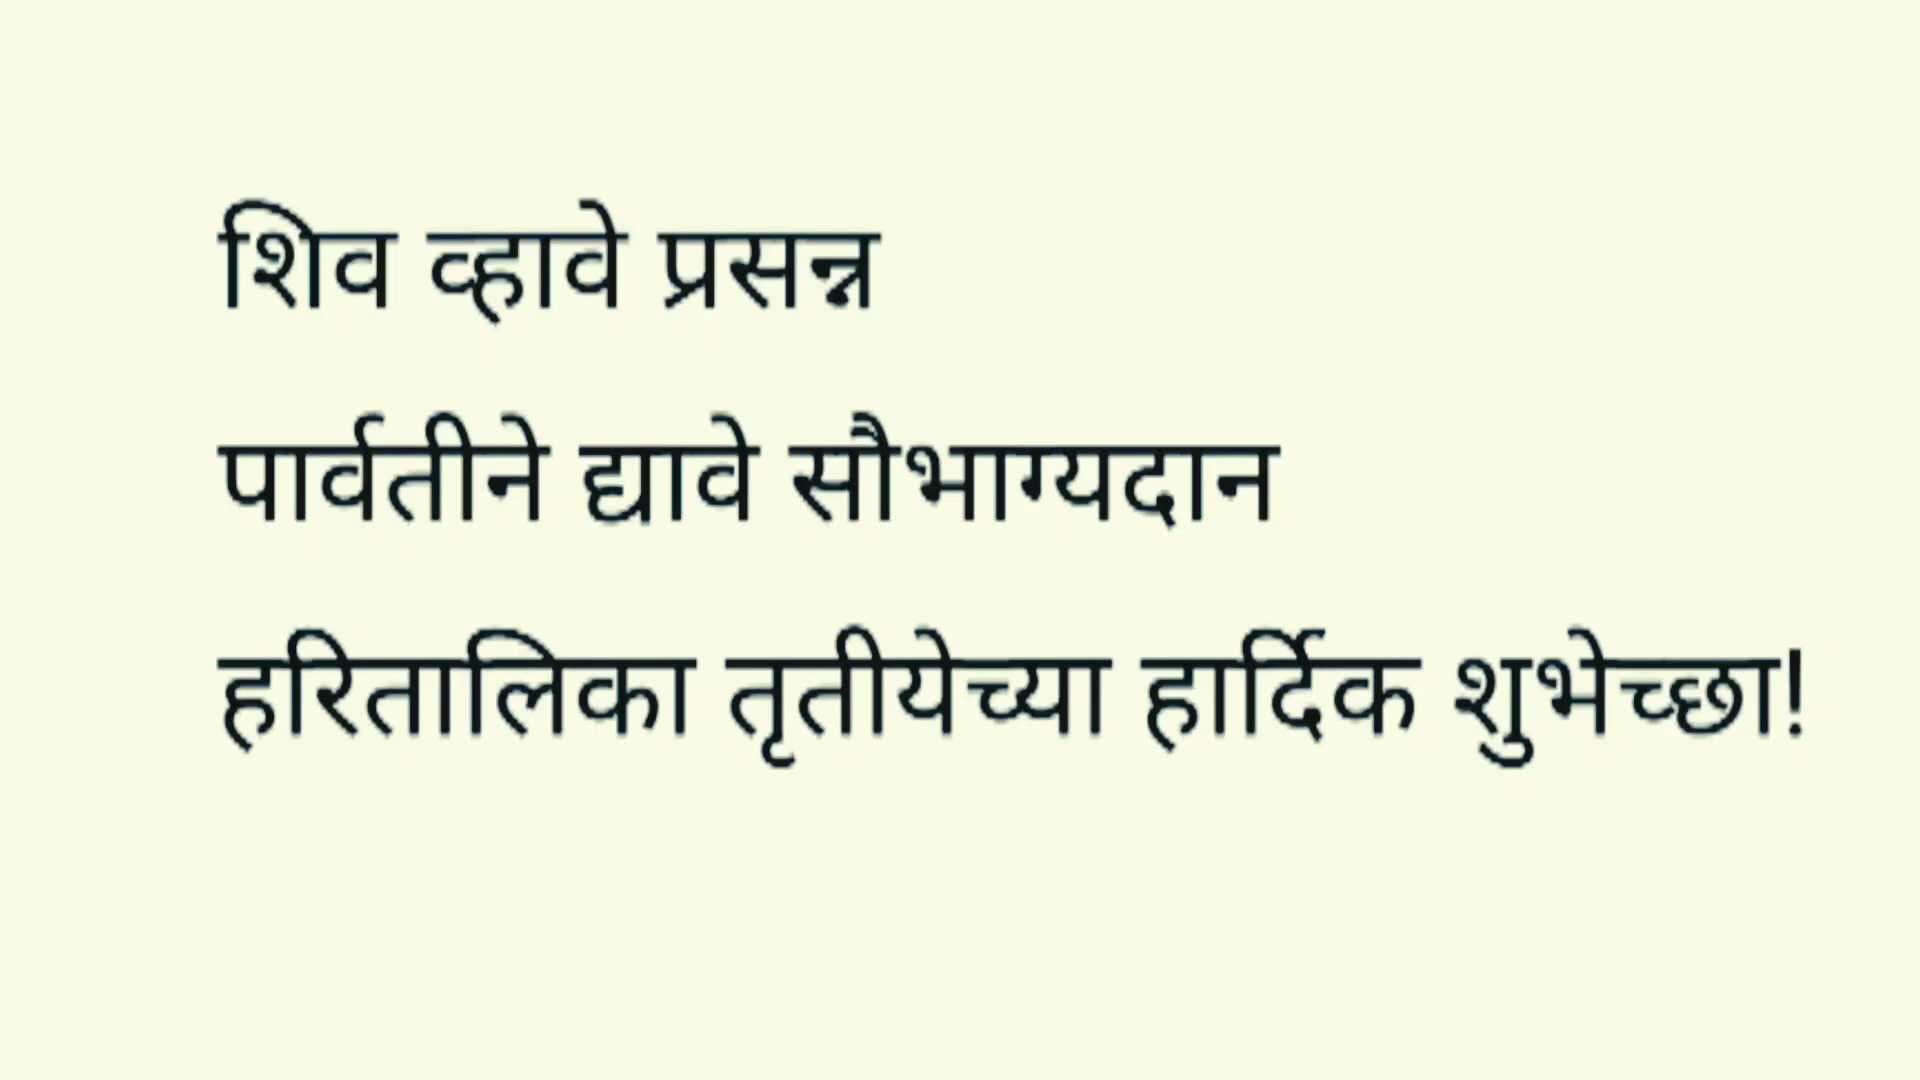 शिव व्हावे प्रसन्न
पार्वतीने द्यावे सौभाग्यदान
हरितालिका तृतीयेच्या हार्दिक शुभेच्छा!